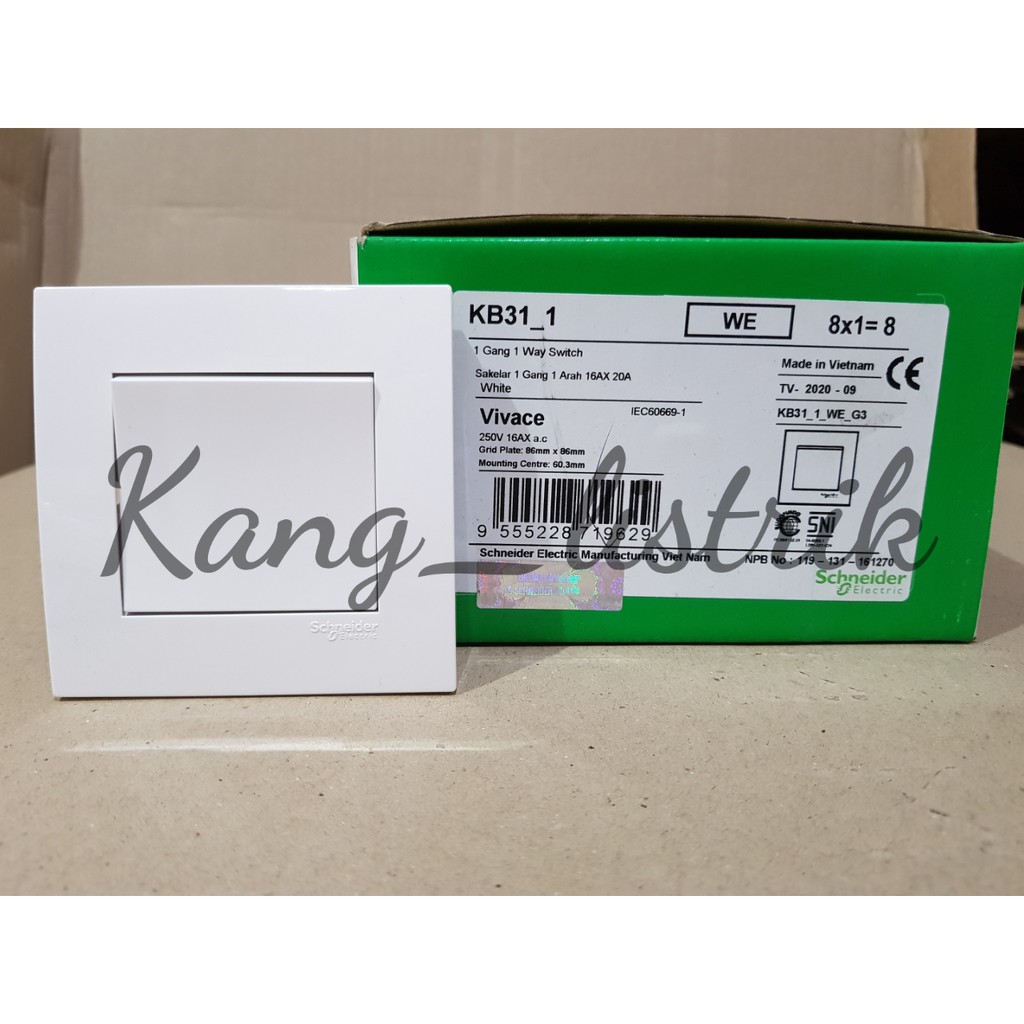 KB31_1
WE
8x1= 8
1 Gang 1 Way Switch
Sakelar 1 Gang 1 Arah 16AX 20A
White
Made in Vietnam
CE
TV- 2020 - 09
Vivace
IEC60669-1
KB31_1_WE_G3
250V 16AX a.c
Grid Plate: 86mm x 86mm
Mounting Centre: 60.3mm
9 555228 719629
SNI
Schneider Electric Manufacturing Viet Nam
NPB No : 119 - 131 - 161270
Schneider
Electric
Schneider
Electric